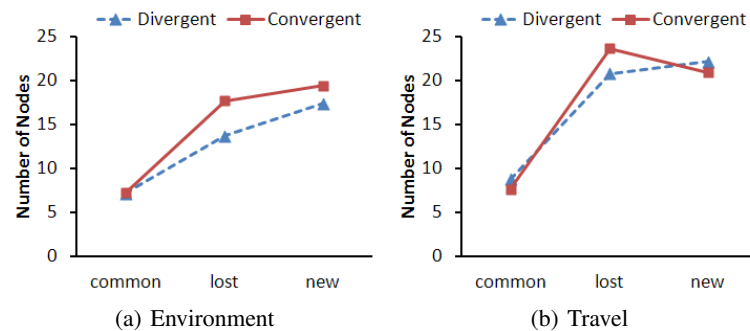 Divergent Convergent
Number of Nodes
25
20
15
10
5
0
common lost new
(a) Environment
Divergent Convergent
Number of Nodes
25
20
15
10
5
0
common lost new
(b) Travel